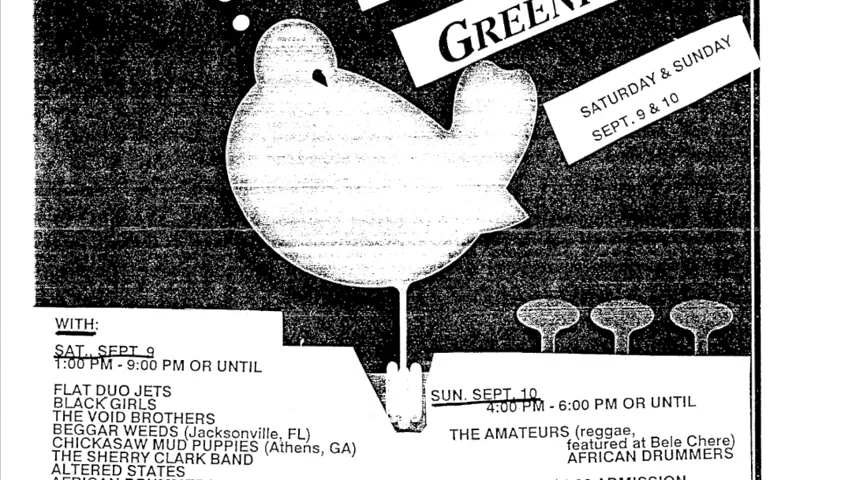 SATURDAY & SUNDAY
SEPT. 9 & 10
WITH:
SAT., SEPT. 9
1:00 PM - 9:00 PM OR UNTIL
FLAT DUO JETS
BLACK GIRLS
THE VOID BROTHERS
BEGGAR WEEDS (Jacksonville, FL)
CHICKASAW MUD PUPPIES (Athens, GA)
THE SHERRY CLARK BAND
ALTERED STATES
SUN. SEPT. 10
4:00 PM - 6:00 PM OR UNTIL
THE AMATEURS (reggae,
featured at Bele Chere)
AFRICAN DRUMMERS
ADMISSION